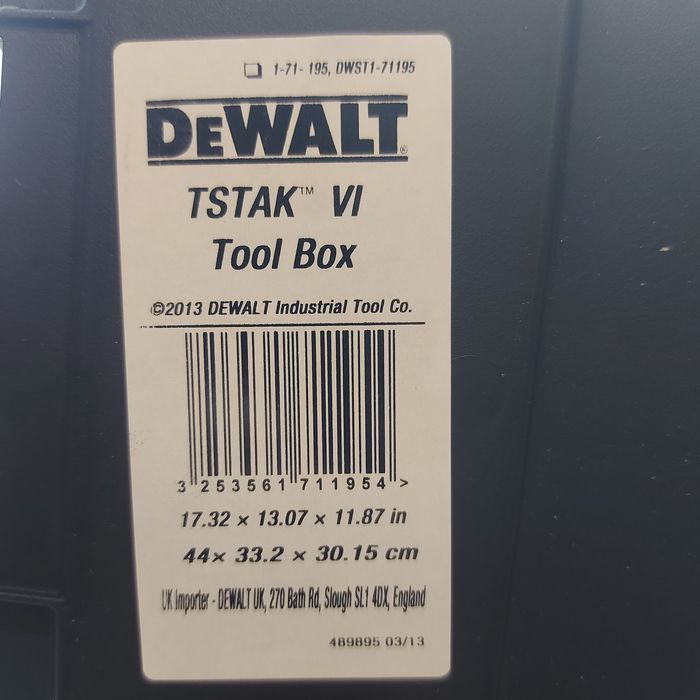 1-71-195, DWST1-71195
DEWALT®
TSTAK™ VI
Tool Box
©2013 DEWALT Industrial Tool Co.
3 253561 711954 >
17.32 × 13.07 × 11.87 in
44× 33.2 × 30.15 cm
UK Importer - DEWALT UK, 270 Bath Rd, Slough SL1 4DX, England
489895 03/13